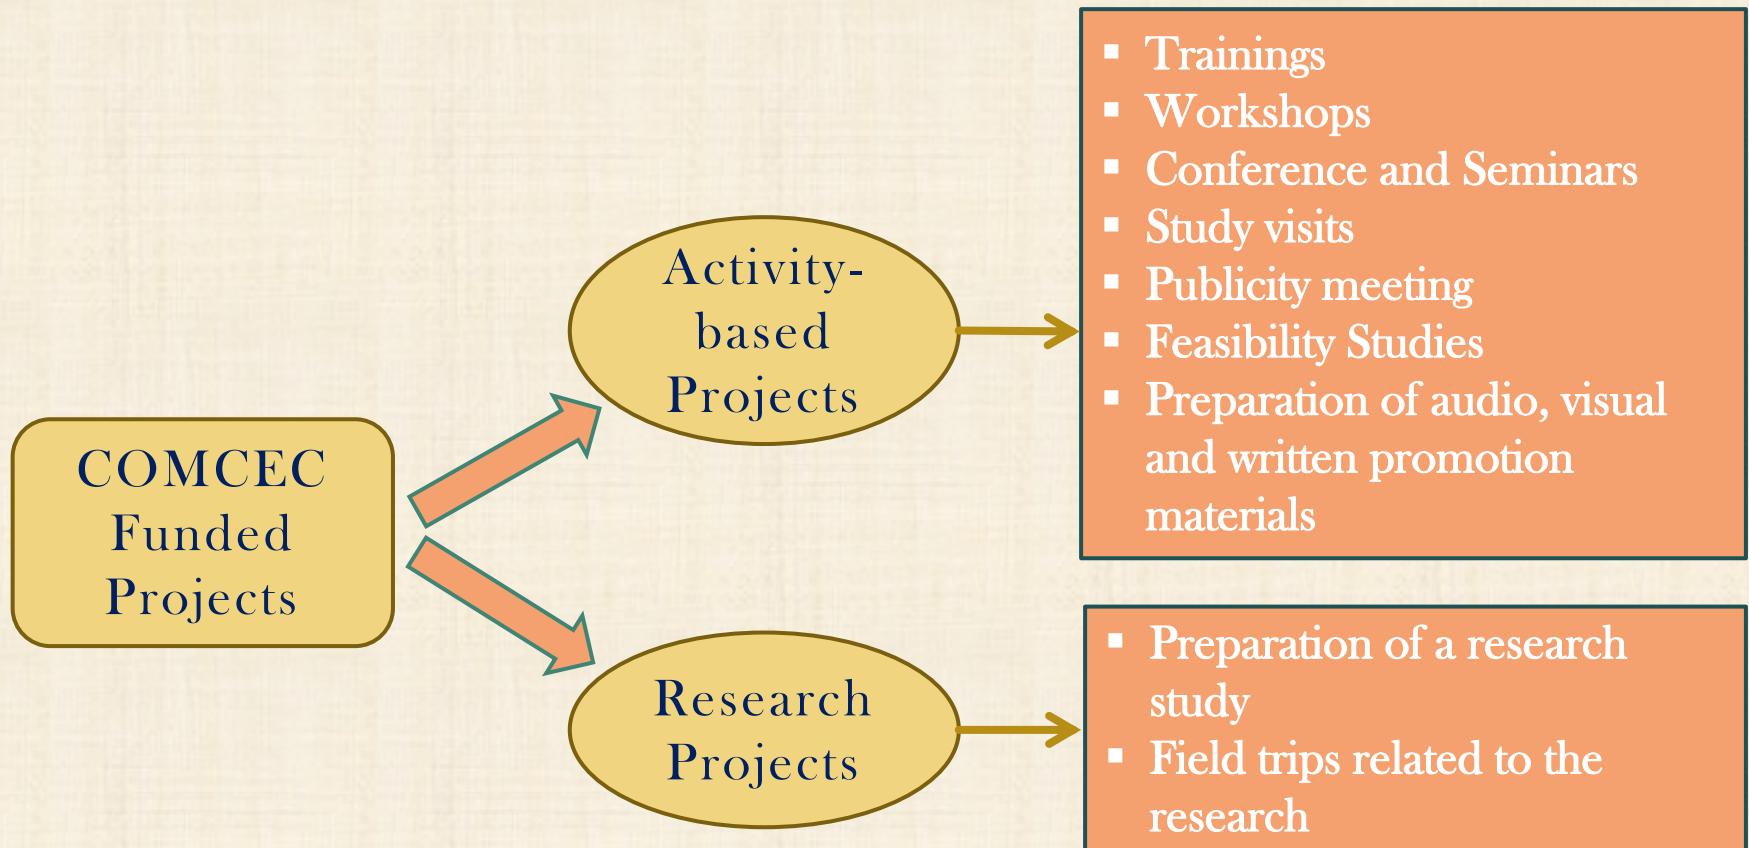 COMCEC
Funded
Projects
Activity-
based
Projects
▪ Trainings
▪ Workshops
▪ Conference and Seminars
▪ Study visits
▪ Publicity meeting
▪ Feasibility Studies
▪ Preparation of audio, visual
and written promotion
materials
Research
Projects
▪ Preparation of a research
study
▪ Field trips related to the
research